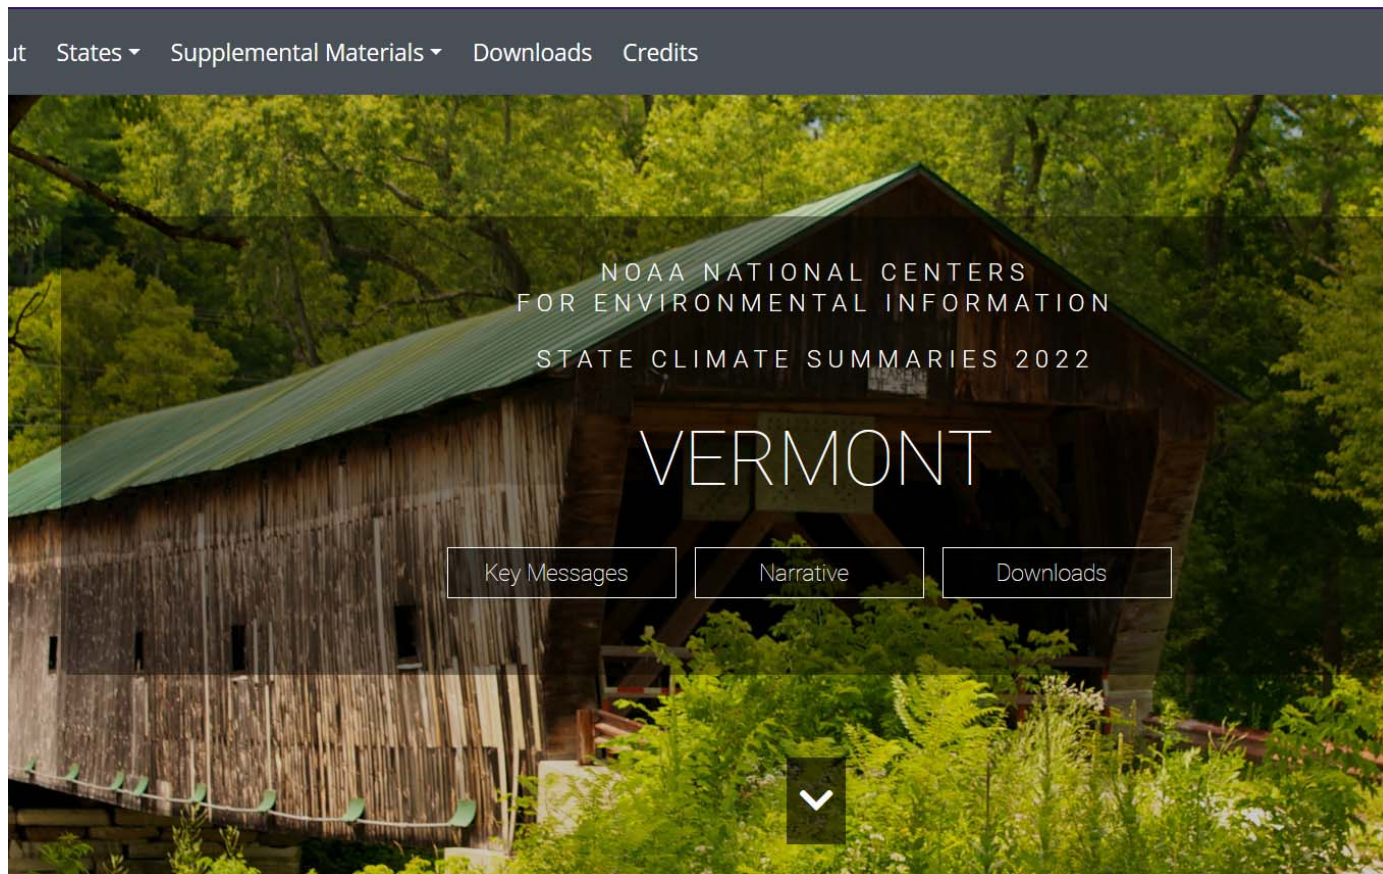 States
Supplemental Materials
Downloads
Credits
NOAA NATIONAL CENTERS
FOR ENVIRONMENTAL INFORMATION
STATE CLIMATE SUMMARIES 2022
VERMONT
Key Messages
Narrative
Downloads